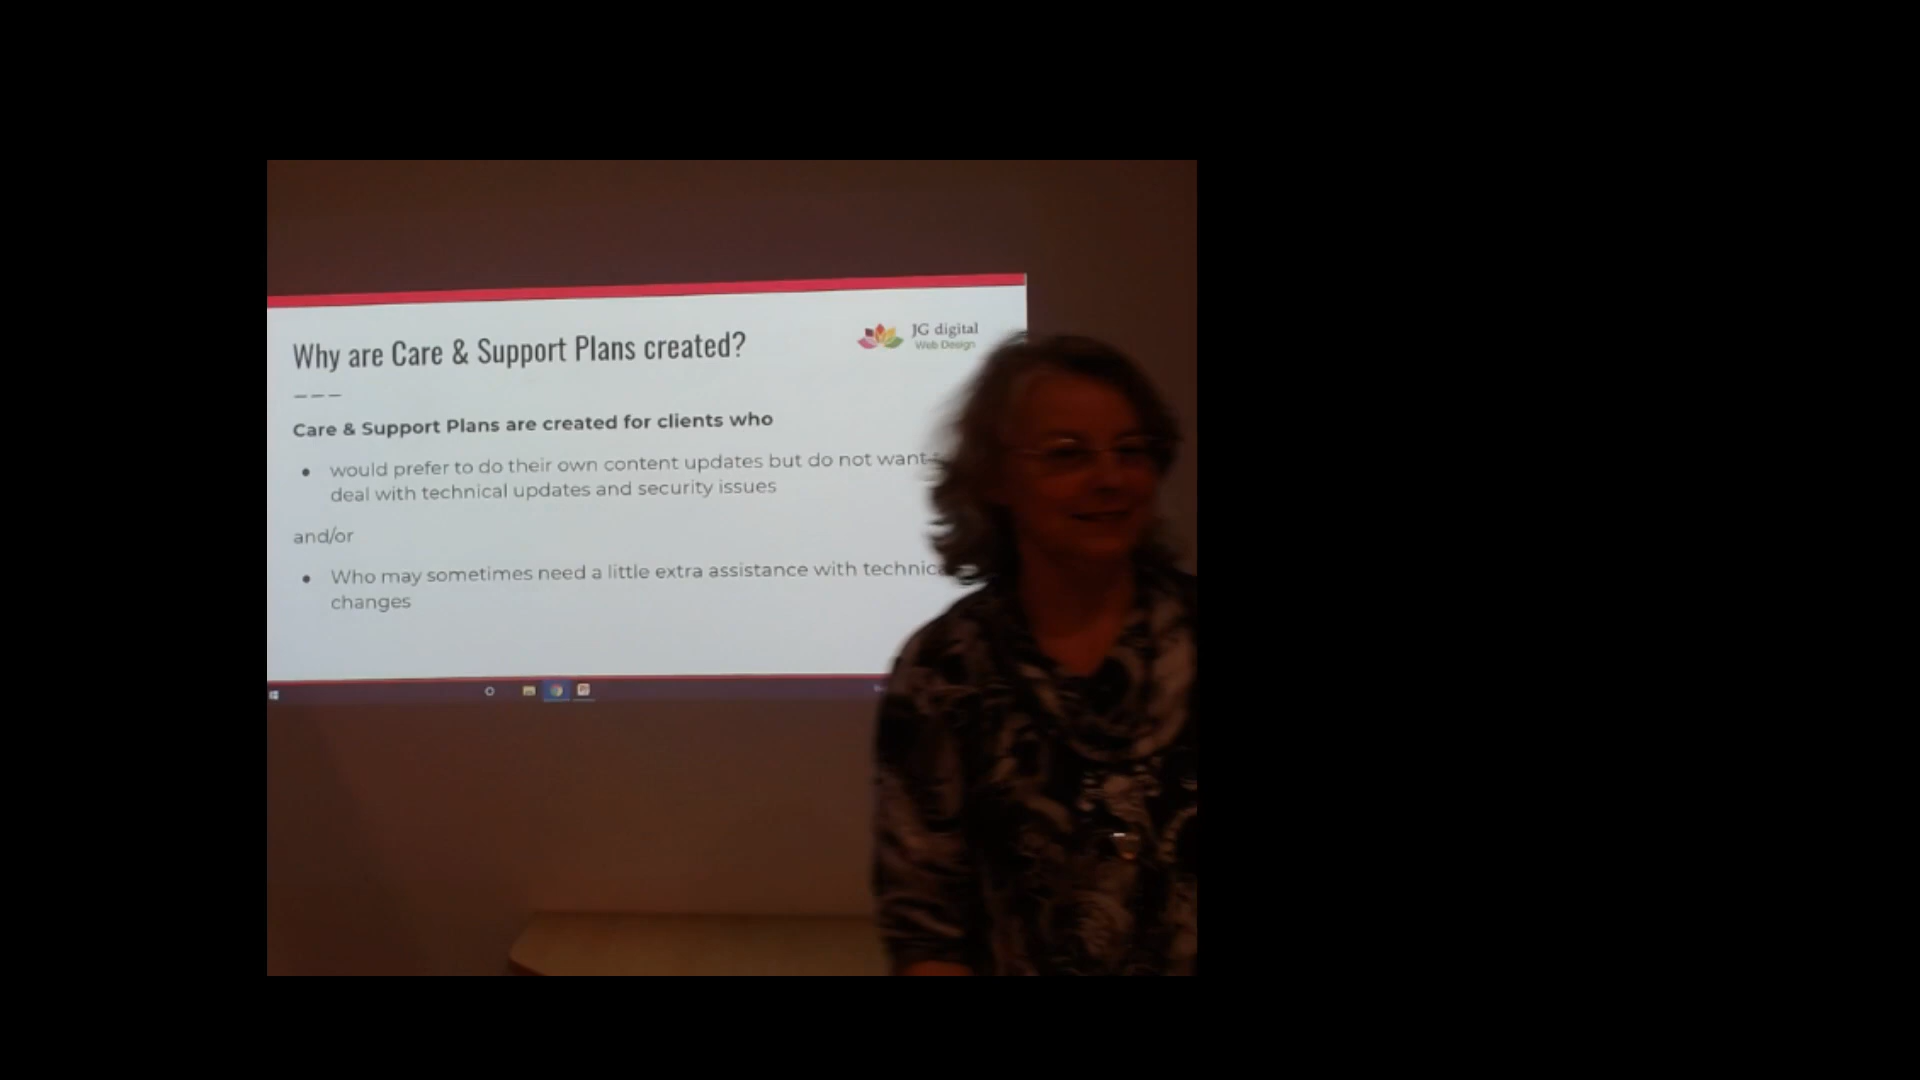 Why are Care & Support Plans created?
JG digital
Web Design
Care & Support Plans are created for clients who
would prefer to do their own content updates but do not want
deal with technical updates and security issues
and/or
Who may sometimes need a little extra assistance with
changes